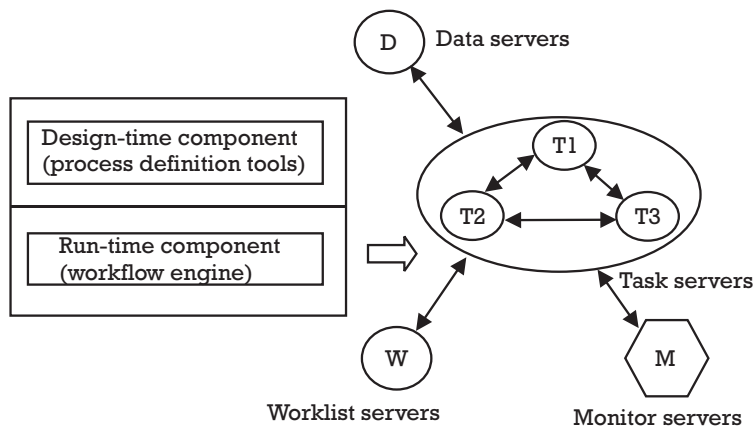 D
Data servers
Design-time component
(process definition tools)
T1
T2
T3
Run-time component
(workflow engine)
Task servers
W
M
Worklist servers
Monitor servers